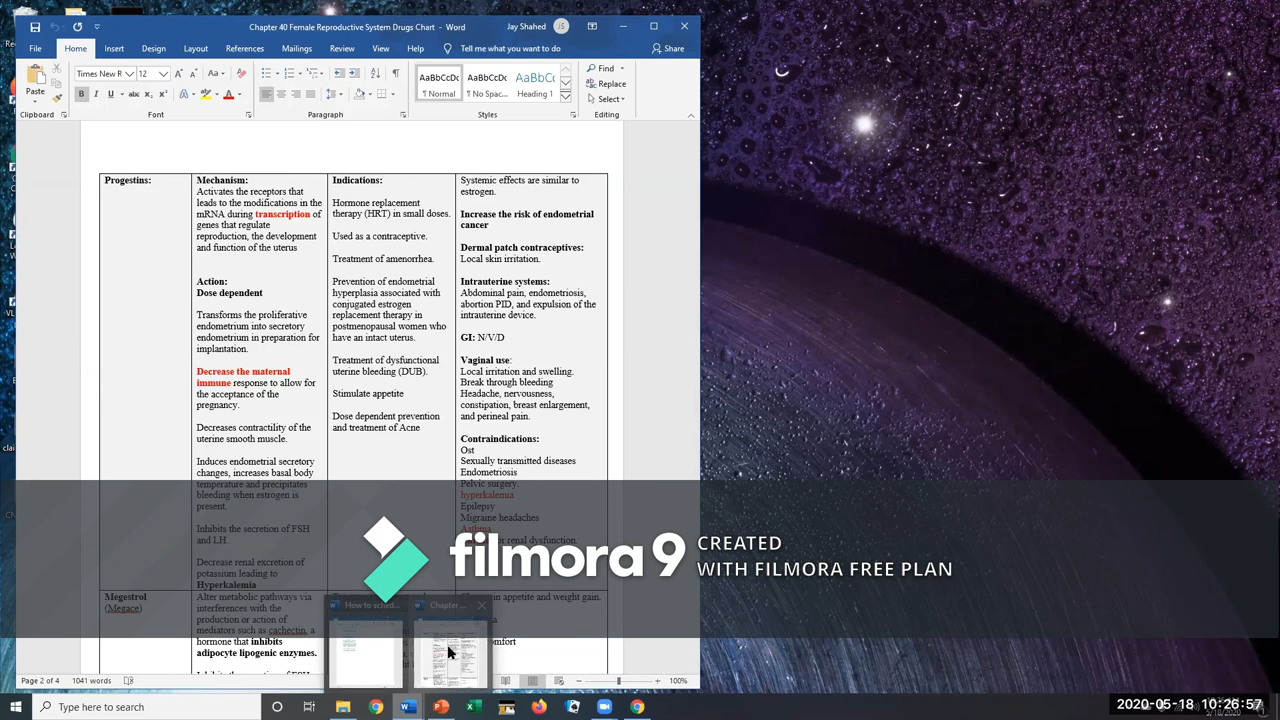 Chapter 40 Female Reproductive System Drugs Chart - Word
Jay Shahed
JS
File Home Insert Design Layout References Mailings Review View Help Tell me what you want to do Share
Times New R 12
Paste
Clipboard Font Paragraph Styles Editing
AaBbCcDc AaBbCcDc AaBbCc
¶ Normal ¶ No Spac... Heading 1
Find
Replace
Select
Progestins:
Mechanism:
Activates the receptors that
leads to the modifications in the
mRNA during transcription of
genes that regulate
reproduction, the development
and function of the uterus
Action:
Dose dependent
Transforms the proliferative
endometrium into secretory
endometrium in preparation for
implantation.
Decrease the maternal
immune response to allow for
the acceptance of the
pregnancy.
Decreases contractility of the
uterine smooth muscle.
Induces endometrial secretory
changes, increases basal body
temperature and precipitates
bleeding when estrogen is
present.
Inhibits the secretion of FSH
and LH.
Decrease renal excretion of
potassium leading to
Hyperkalemia
Indications:
Hormone replacement
therapy (HRT) in small doses.
Used as a contraceptive.
Treatment of amenorrhea.
Prevention of endometrial
hyperplasia associated with
conjugated estrogen
replacement therapy in
postmenopausal women who
have an intact uterus.
Treatment of dysfunctional
uterine bleeding (DUB).
Stimulate appetite
Dose dependent prevention
and treatment of Acne
Systemic effects are similar to
estrogen.
Increase the risk of endometrial
cancer
Dermal patch contraceptives:
Local skin irritation.
Intrauterine systems:
Abdominal pain, endometriosis,
abortion PID, and expulsion of the
intrauterine device.
GI: N/V/D
Vaginal use:
Local irritation and swelling.
Break through bleeding
Headache, nervousness,
constipation, breast enlargement,
and perineal pain.
Contraindications:
Ost
Sexually transmitted diseases
Endometriosis
Pelvic surgery.
hyperkalemia
Epilepsy
Migraine headaches
Asthma
or renal dysfunction.
Megestrol
(Megace)
Alter metabolic pathways via
interferences with the
production or action of
mediators such as cachectin, a
hormone that inhibits
adipocyte lipogenic enzymes.
in appetite and weight gain.
filmora 9
CREATED
WITH FILMORA FREE PLAN
How to sched...
Chapter ...
Page 2 of 4 1041 words
100%
Type here to search
2020-05-18 10:26:57